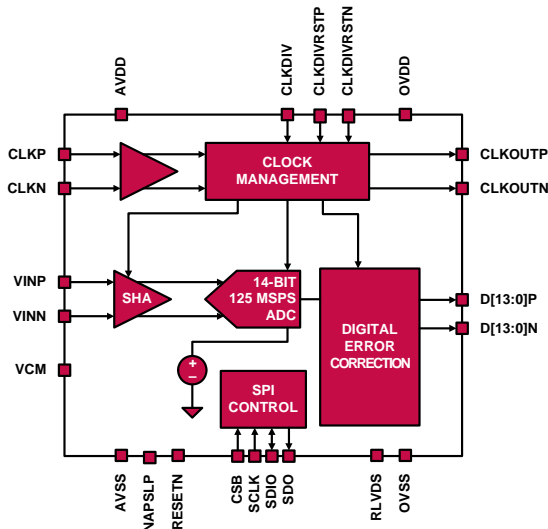 AVDD
CLKDIV
CLKDIVRSTP
CLKDIVRSTN
OVDD
CLKP
CLKN
CLOCK
MANAGEMENT
CLKOUTP
CLKOUTN
VINP
VINN
SHA
14-BIT
125 MSPS
ADC
DIGITAL
ERROR
CORRECTION
D[13:0]P
D[13:0]N
VCM
+
−
SPI
CONTROL
AVSS
NAPSLP
RESETN
CSB
SCLK
SDIO
SDO
RLVDS
OVSS